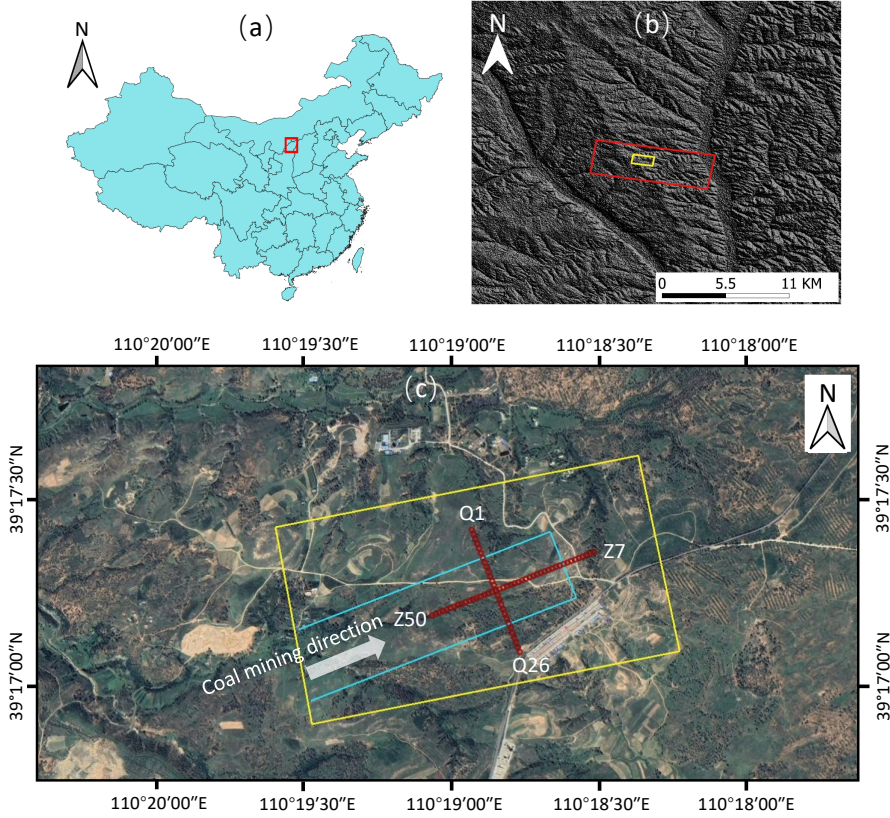 (a)
N
(b)
N
0 5.5 11 KM
110°20′00″E 110°19′30″E 110°19′00″E 110°18′30″E 110°18′00″E
(c)
N
39°17′30″N
39°17′30″N
Q1
Z7
Z50
Coal mining direction
Q26
39°17′00″N
39°17′00″N
110°20′00″E 110°19′30″E 110°19′00″E 110°18′30″E 110°18′00″E